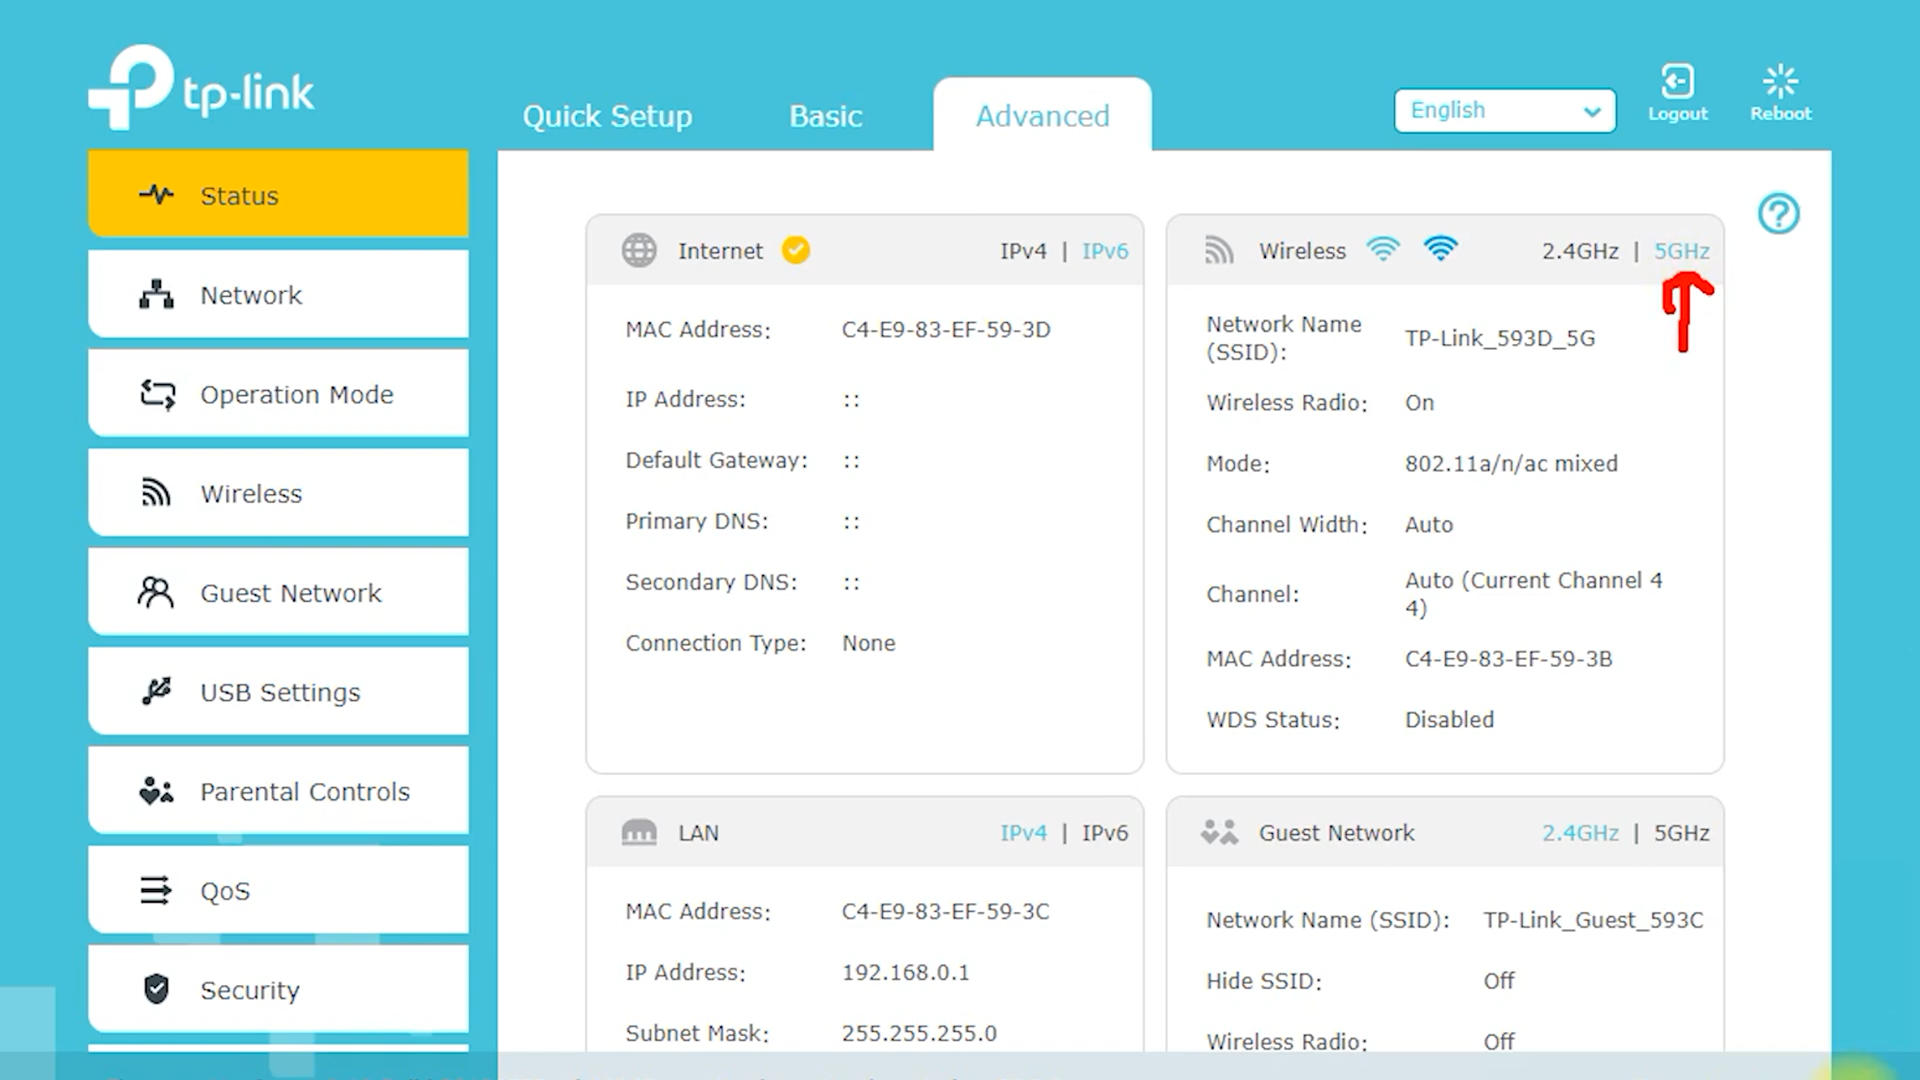 tp-link
Quick Setup
Basic
Advanced
English
Logout
Reboot
Status
Network
Operation Mode
Wireless
Guest Network
USB Settings
Parental Controls
QoS
Security
Internet
IPv4 | IPv6
MAC Address: C4-E9-83-EF-59-3D
IP Address: ::
Default Gateway: ::
Primary DNS: ::
Secondary DNS: ::
Connection Type: None
Wireless
2.4GHz | 5GHz
Network Name
(SSID): TP-Link_593D_5G
Wireless Radio: On
Mode: 802.11a/n/ac mixed
Channel Width: Auto
Channel: Auto (Current Channel 4
4)
MAC Address: C4-E9-83-EF-59-3B
WDS Status: Disabled
LAN
IPv4 | IPv6
MAC Address: C4-E9-83-EF-59-3C
IP Address: 192.168.0.1
Subnet Mask: 255.255.255.0
Guest Network
2.4GHz | 5GHz
Network Name (SSID): TP-Link_Guest_593C
Hide SSID: Off
Wireless Radio: Off